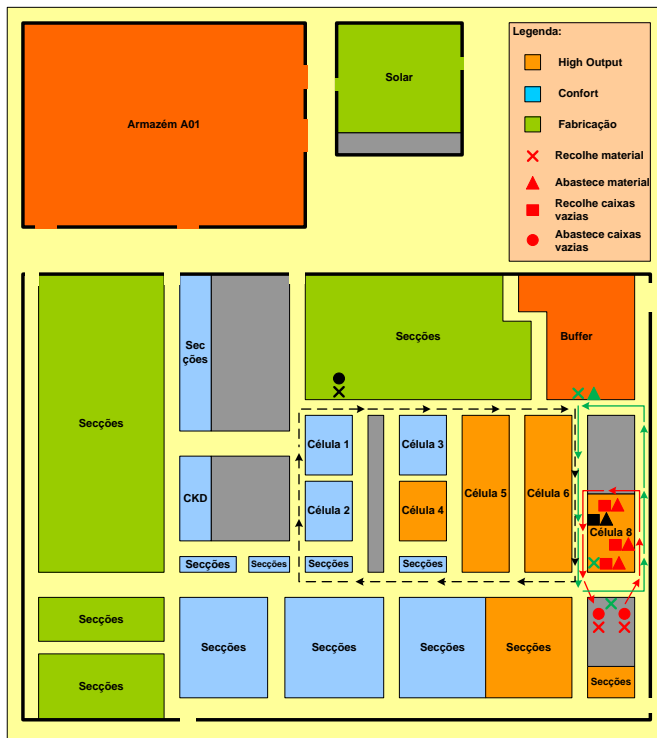 Legenda:
High Output
Confort
Fabricação
Recolhe material
Abastece material
Recolhe caixas
vazias
Abastece caixas
vazias
Solar
Armazém A01
Sec
ções
Secções
Buffer
Secções
Célula 1
Célula 3
Célula 2
Célula 4
Célula 5
Célula 6
CKD
Célula 8
Secções
Secções
Secções
Secções
Secções
Secções
Secções
Secções
Secções
Secções
Secções